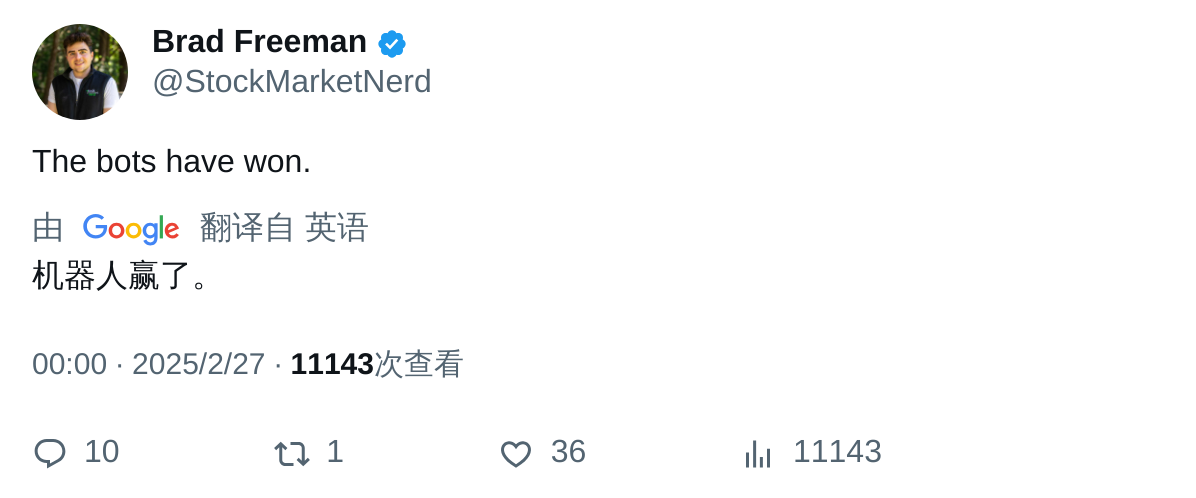 Brad Freeman
@StockMarketNerd
The bots have won.
由 Google 翻译自 英语
机器人赢了。
00:00 · 2025/2/27 · 11143次查看
10 1 36 11143